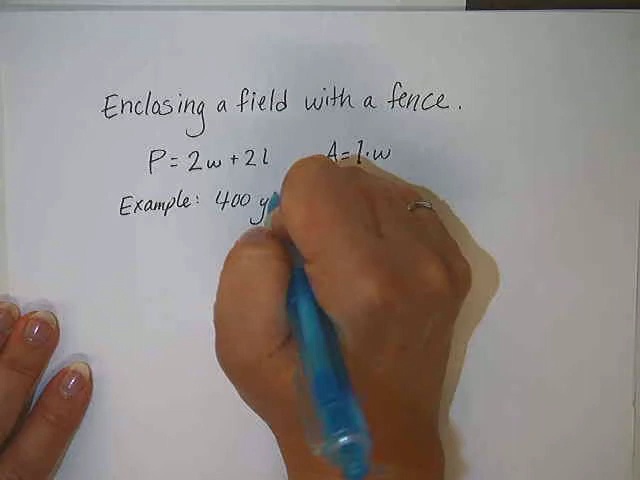 Enclosing a field with a fence.
P = 2w + 2l A = l·w
Example: 400 y